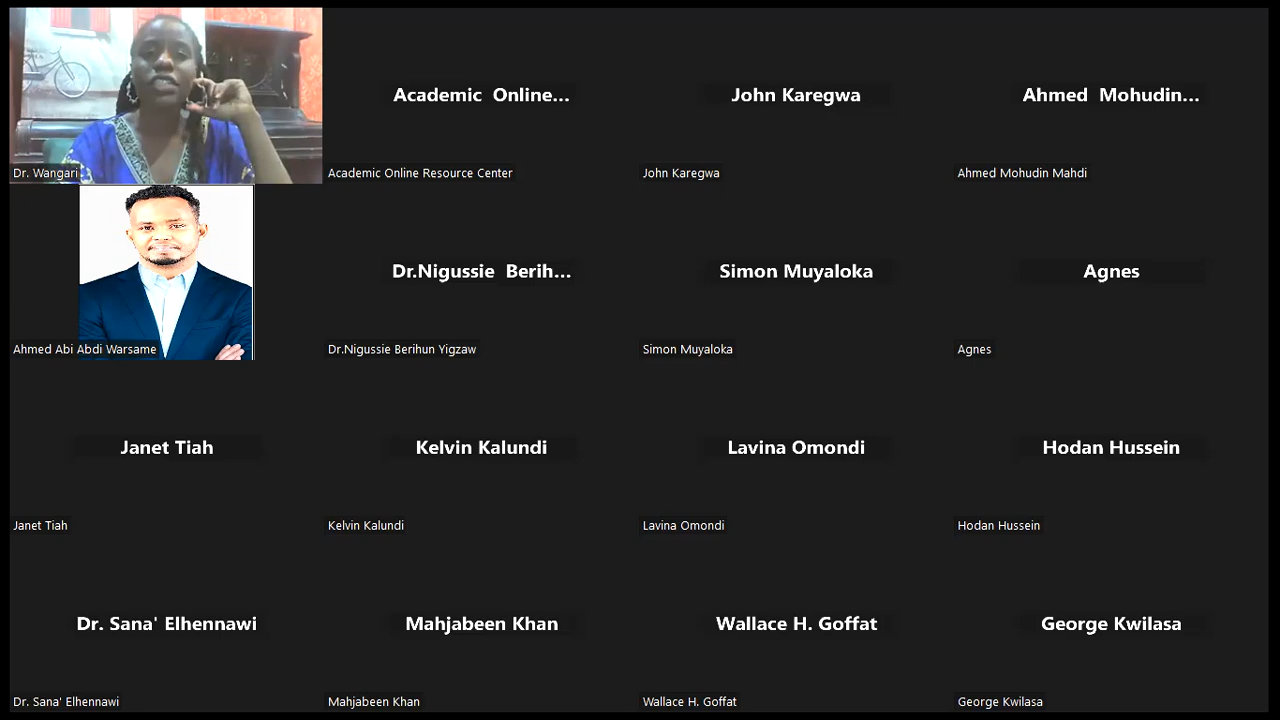 Academic Online...
John Karegwa
Ahmed Mohudin...
Dr. Wangari
Academic Online Resource Center
John Karegwa
Ahmed Mohudin Mahdi
Dr.Nigussie Berih...
Simon Muyaloka
Agnes
Ahmed Abi Abdi Warsame
Dr.Nigussie Berihun Yigzaw
Simon Muyaloka
Agnes
Janet Tiah
Kelvin Kalundi
Lavina Omondi
Hodan Hussein
Janet Tiah
Kelvin Kalundi
Lavina Omondi
Hodan Hussein
Dr. Sana' Elhennawi
Mahjabeen Khan
Wallace H. Goffat
George Kwilasa
Dr. Sana' Elhennawi
Mahjabeen Khan
Wallace H. Goffat
George Kwilasa